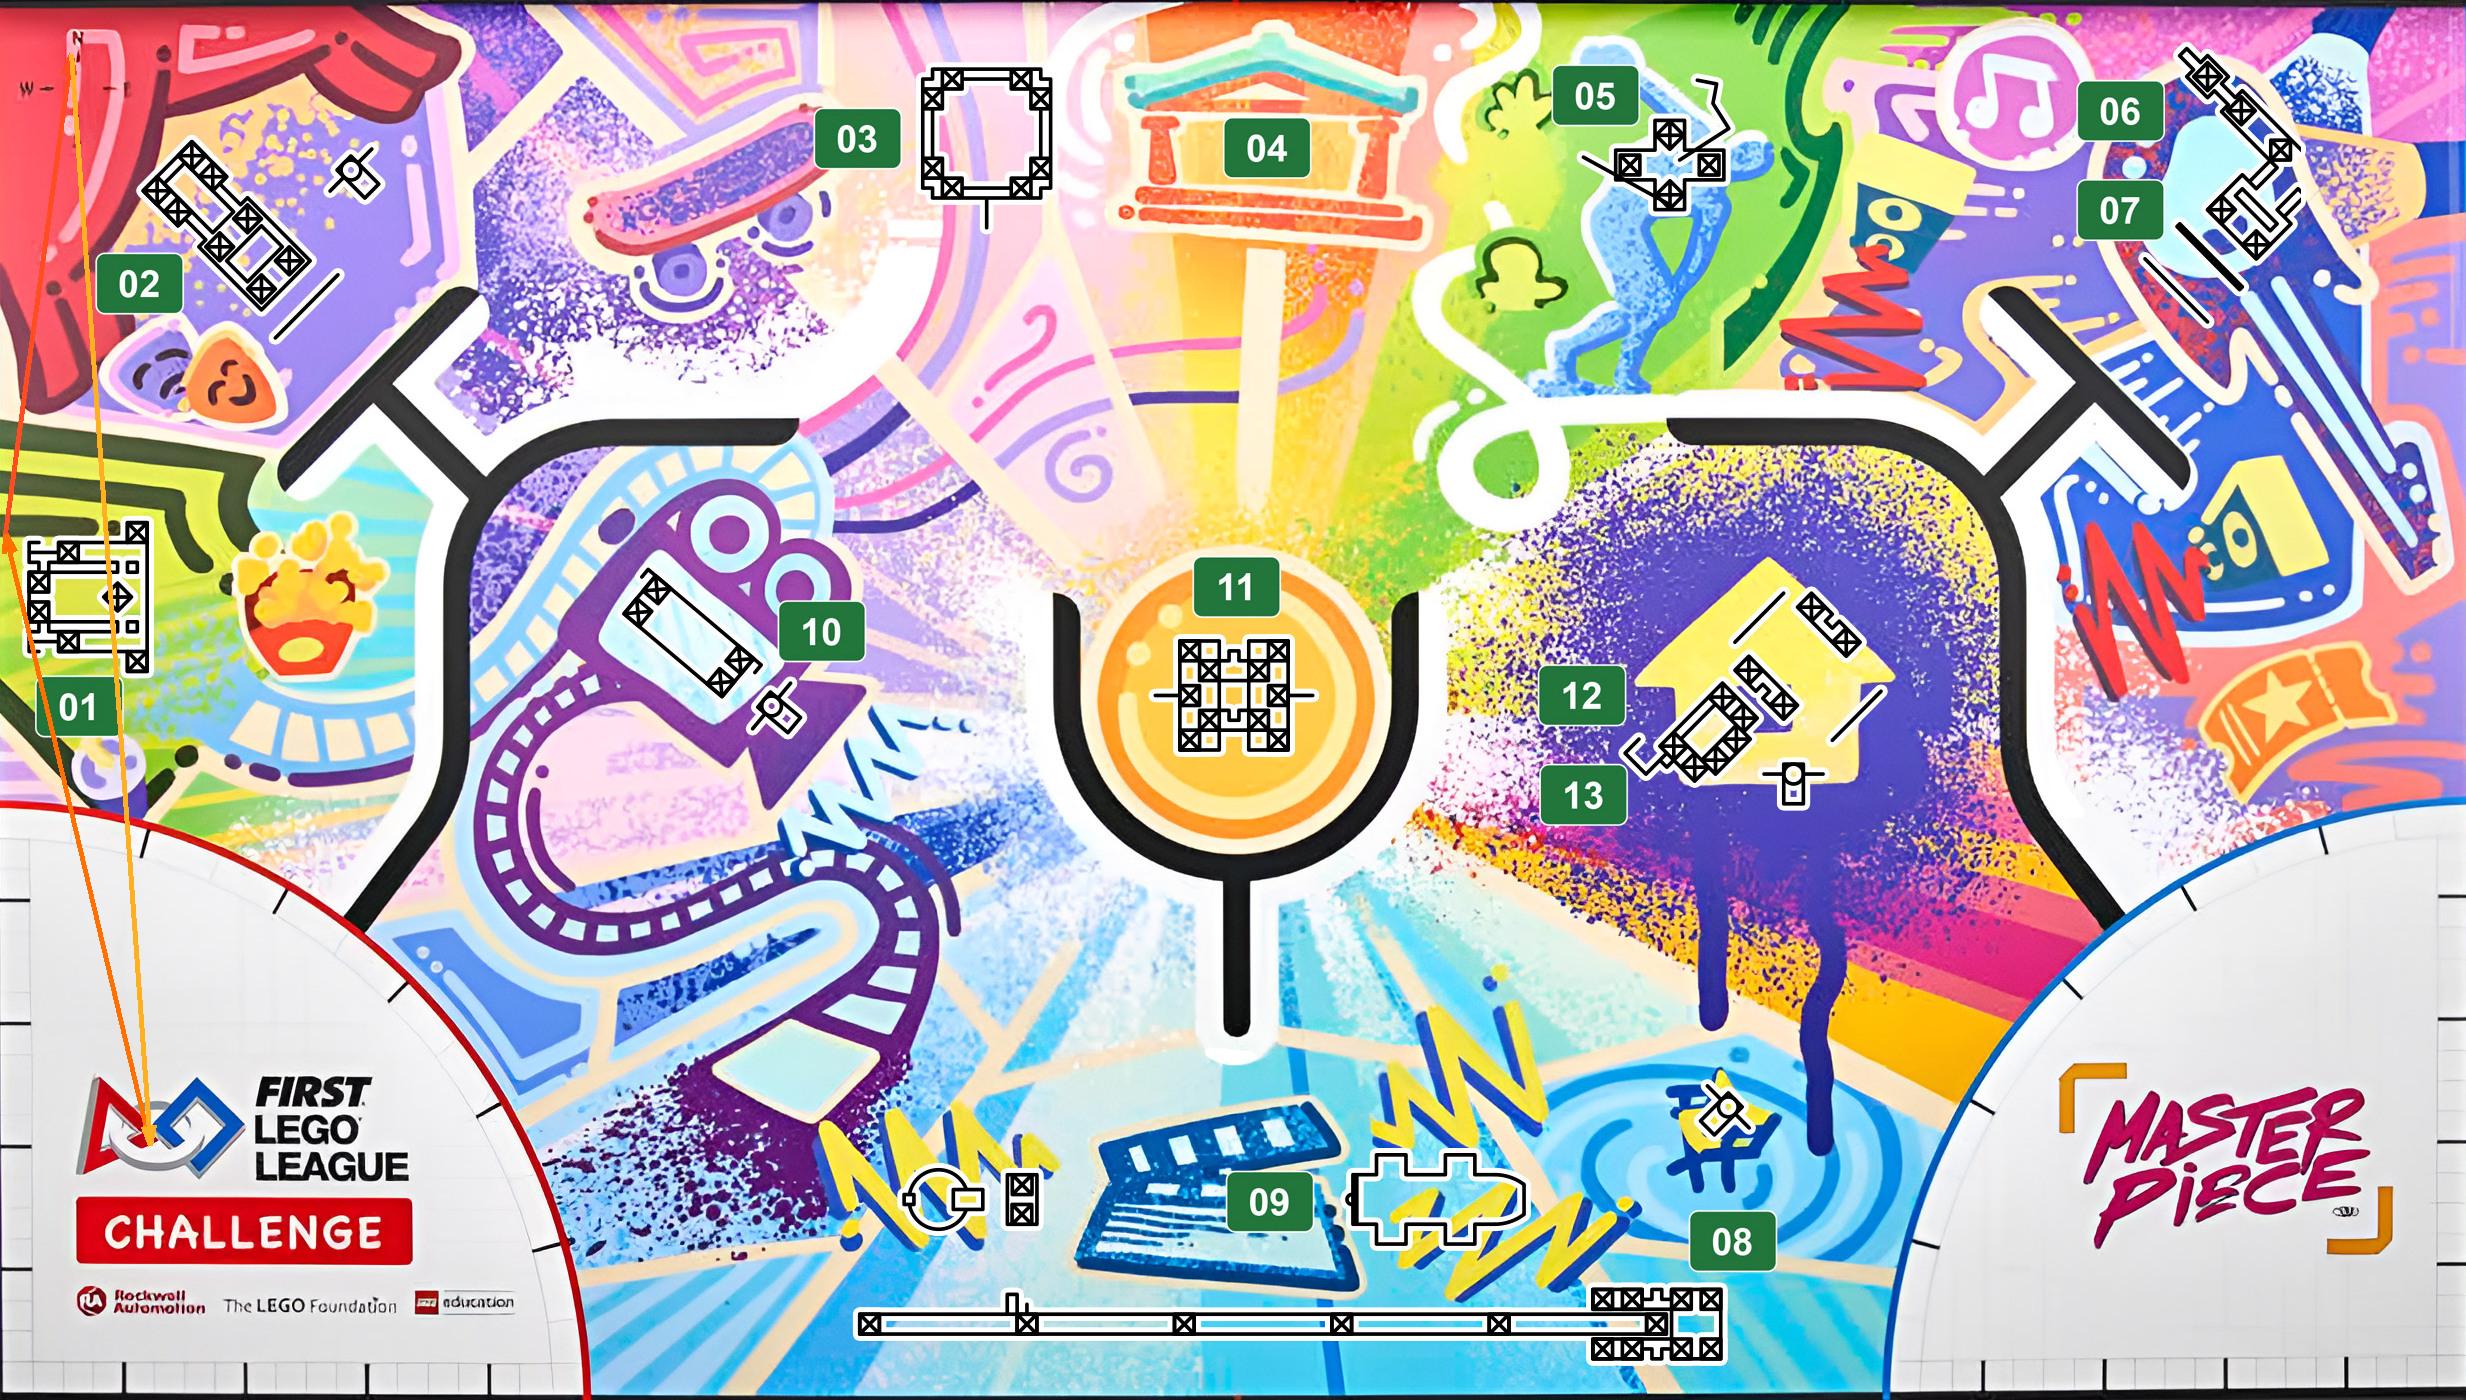 N
W
E
02
03
04
05
06
07
01
10
11
12
13
FIRST
LEGO
LEAGUE
CHALLENGE
Rockwell
Automation
The LEGO Foundation
education
09
08
MASTER
PIECE